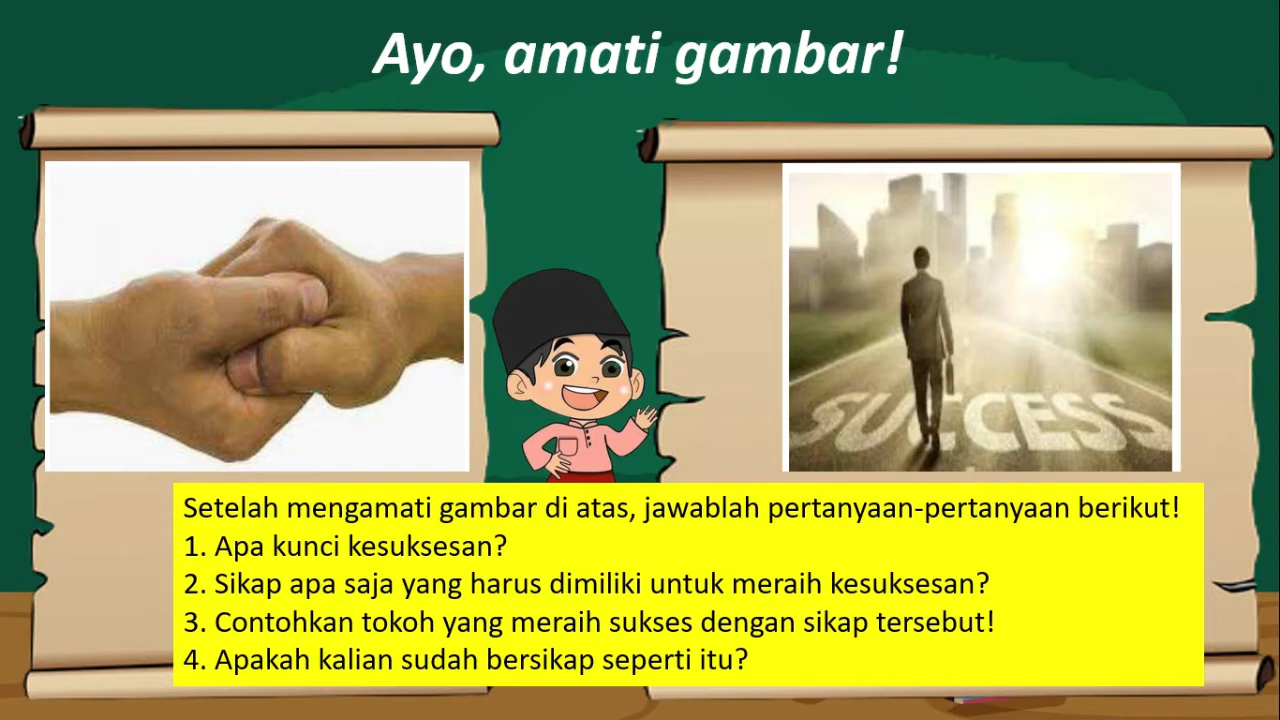 Ayo, amati gambar!
SUCCESS
Setelah mengamati gambar di atas, jawablah pertanyaan-pertanyaan berikut!
1. Apa kunci kesuksesan?
2. Sikap apa saja yang harus dimiliki untuk meraih kesuksesan?
3. Contohkan tokoh yang meraih sukses dengan sikap tersebut!
4. Apakah kalian sudah bersikap seperti itu?